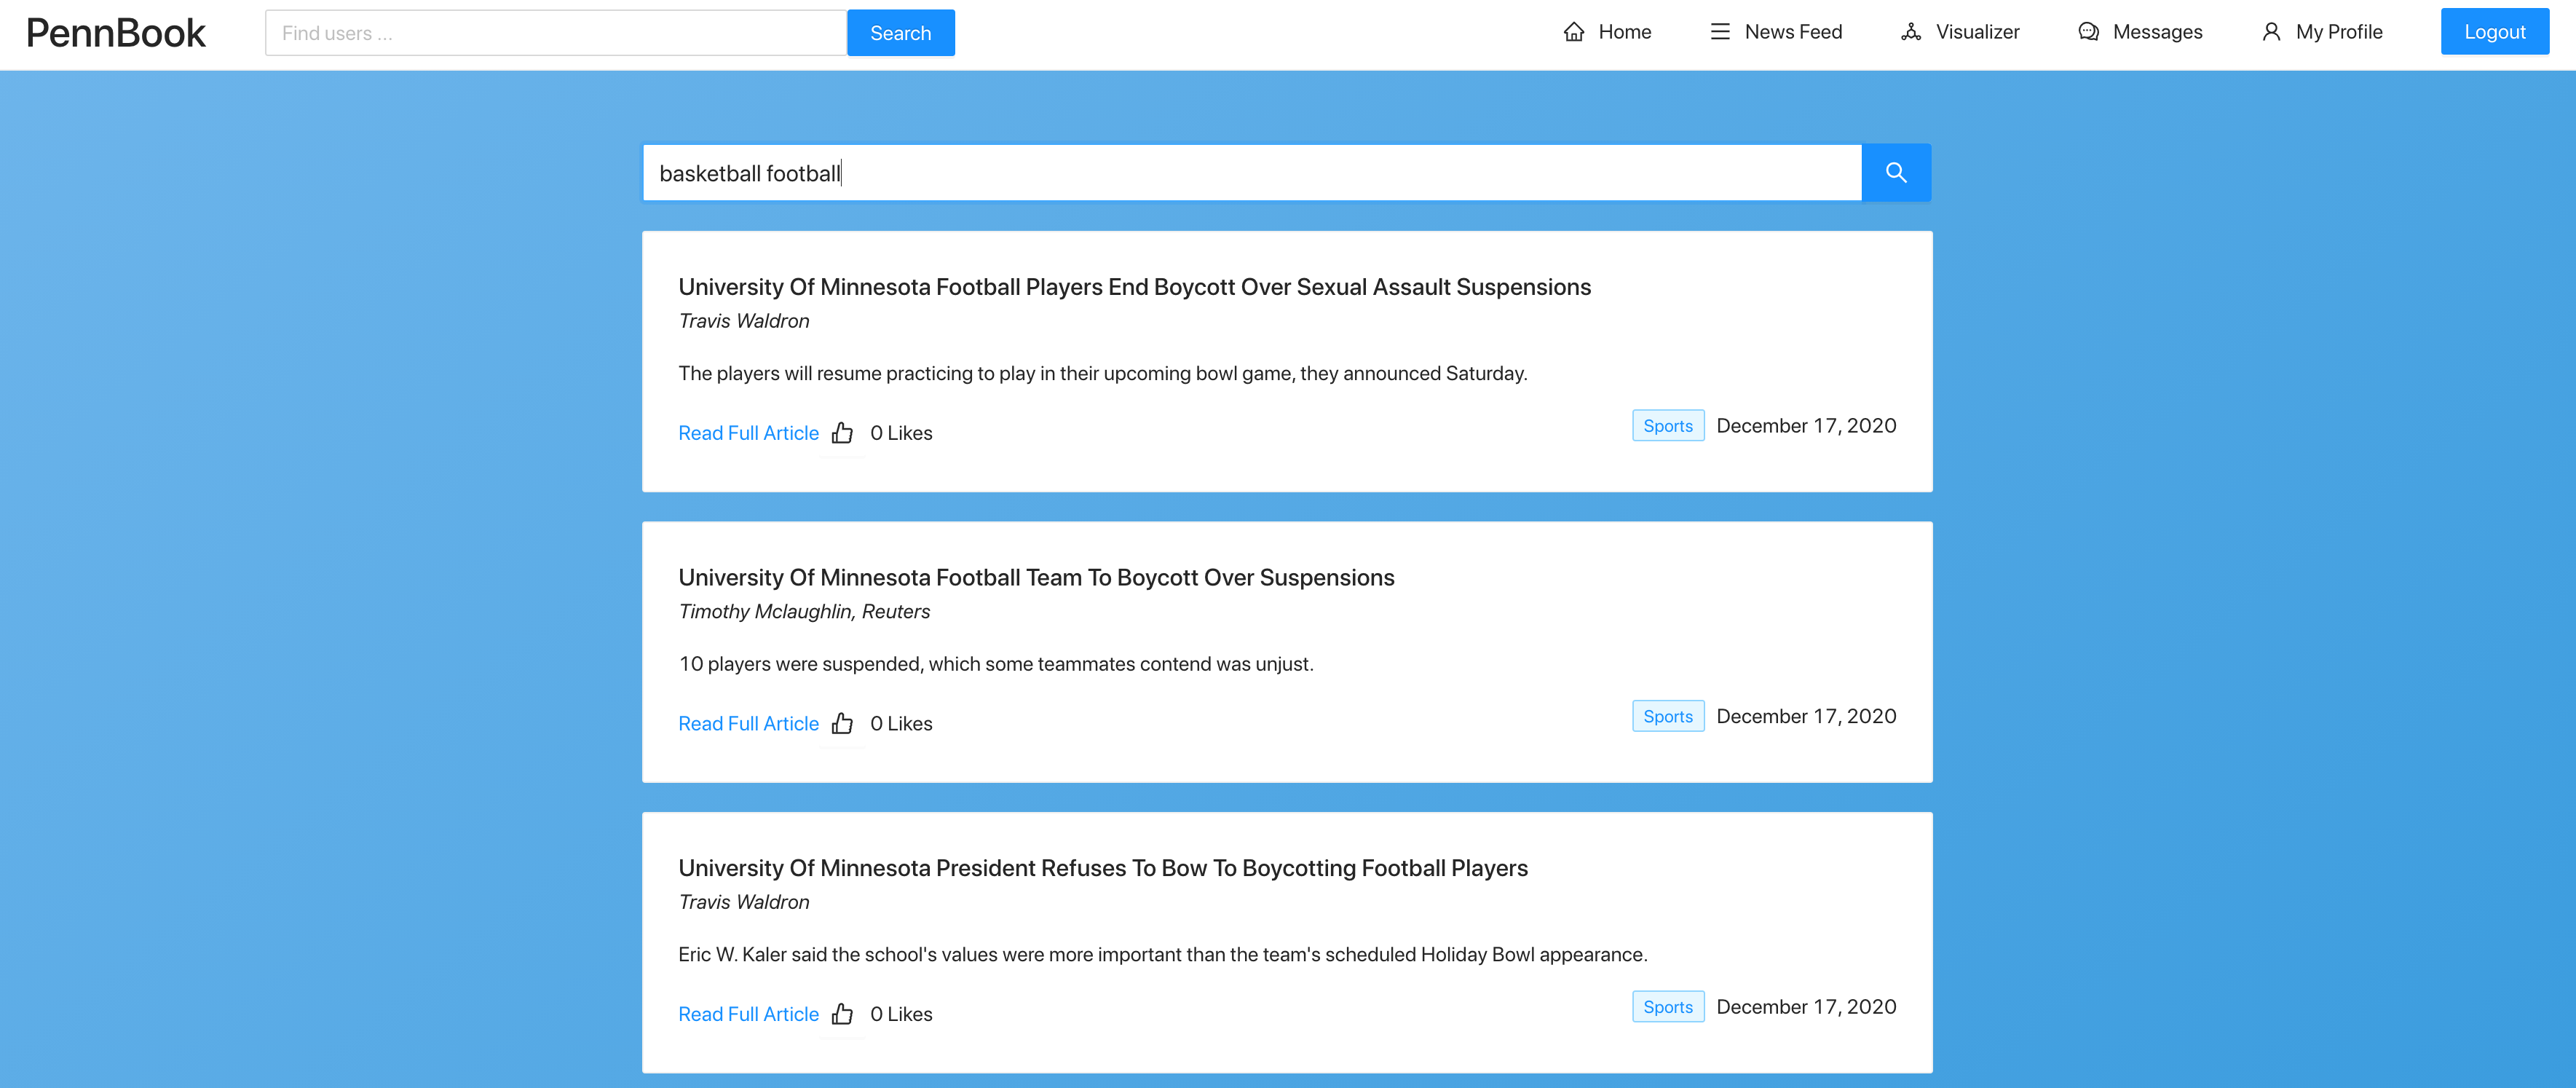 PennBook Find users ... Search Home News Feed Visualizer Messages My Profile Logout
basketball football
University Of Minnesota Football Players End Boycott Over Sexual Assault Suspensions
Travis Waldron
The players will resume practicing to play in their upcoming bowl game, they announced Saturday.
Read Full Article 0 Likes Sports December 17, 2020
University Of Minnesota Football Team To Boycott Over Suspensions
Timothy Mclaughlin, Reuters
10 players were suspended, which some teammates contend was unjust.
Read Full Article 0 Likes Sports December 17, 2020
University Of Minnesota President Refuses To Bow To Boycotting Football Players
Travis Waldron
Eric W. Kaler said the school's values were more important than the team's scheduled Holiday Bowl appearance.
Read Full Article 0 Likes Sports December 17, 2020